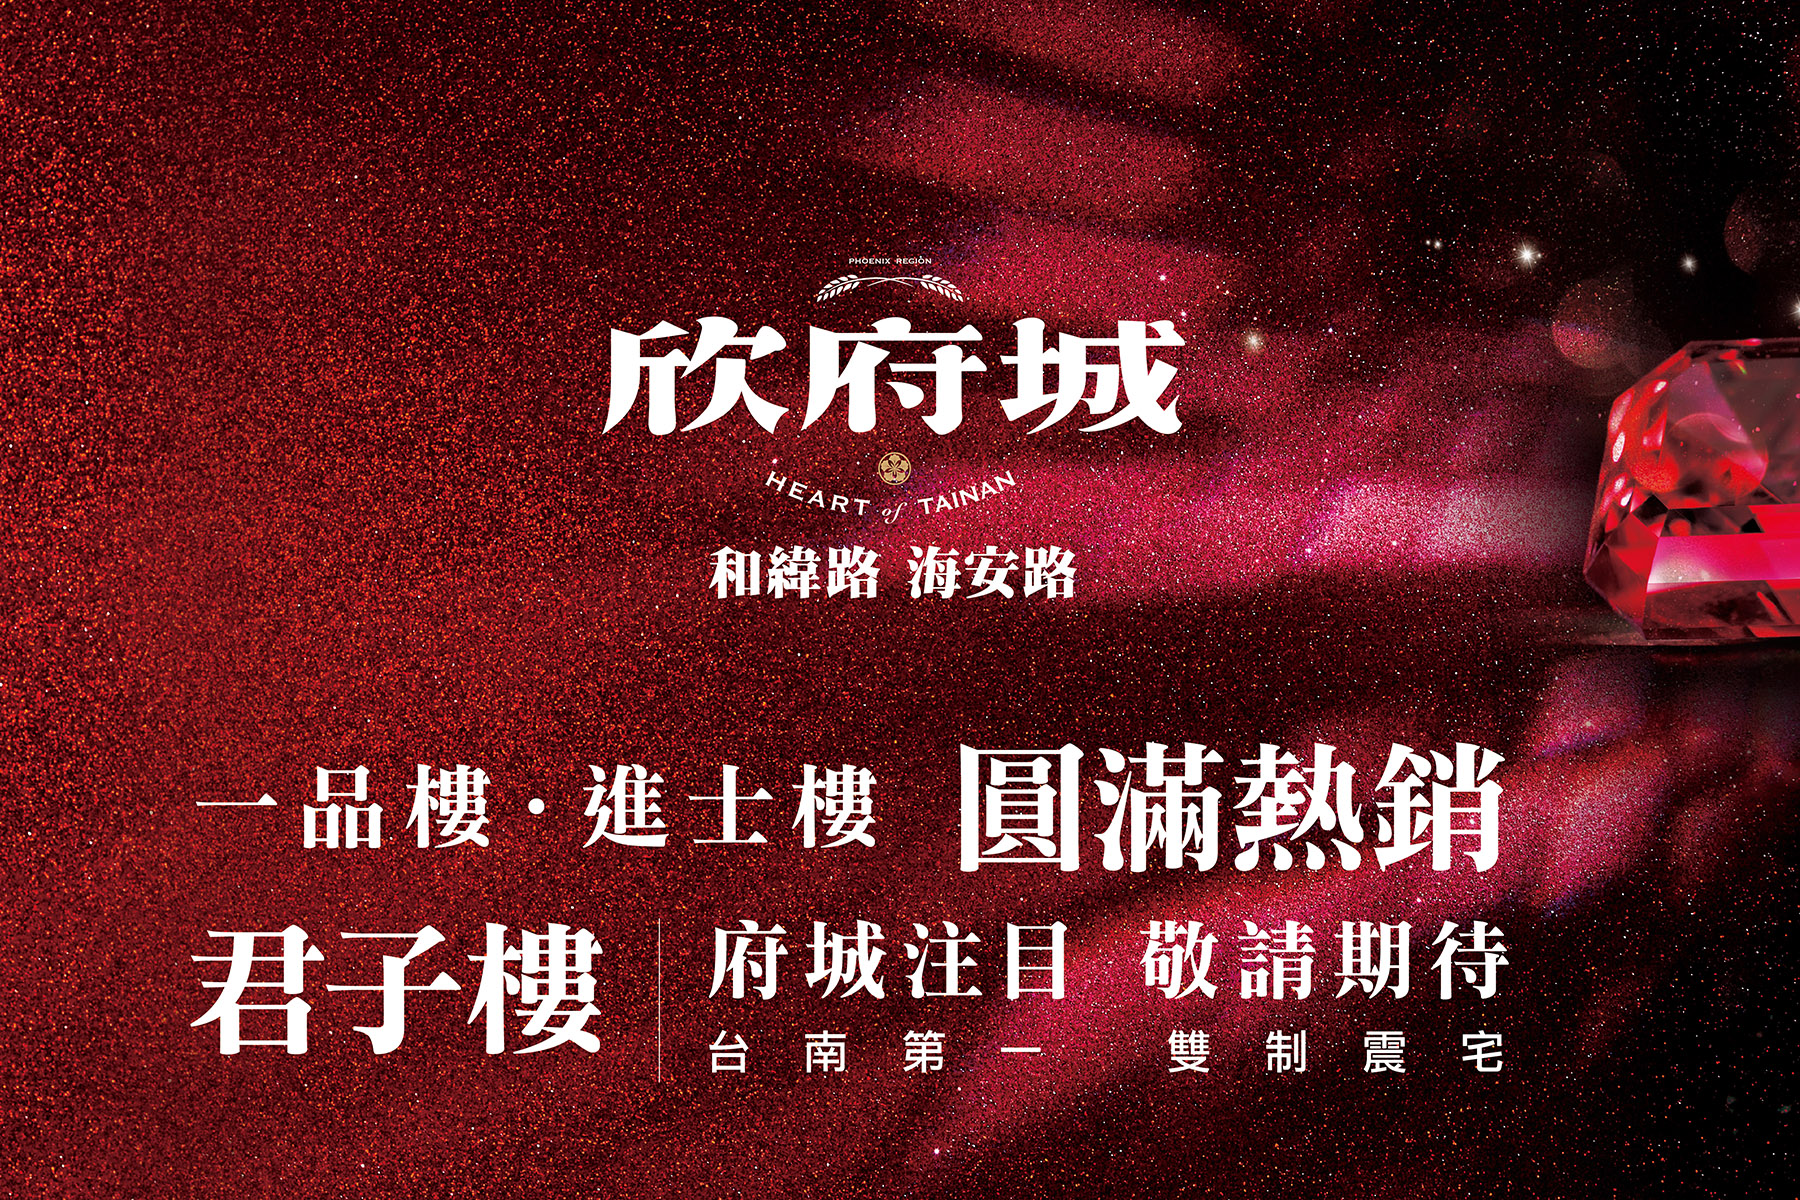 PHOENIX REGION
欣府城
HEART of TAINAN
和緯路 海安路
一品樓·進士樓 圓滿熱銷
君子樓
府城注目 敬請期待
台南第一 雙制震宅